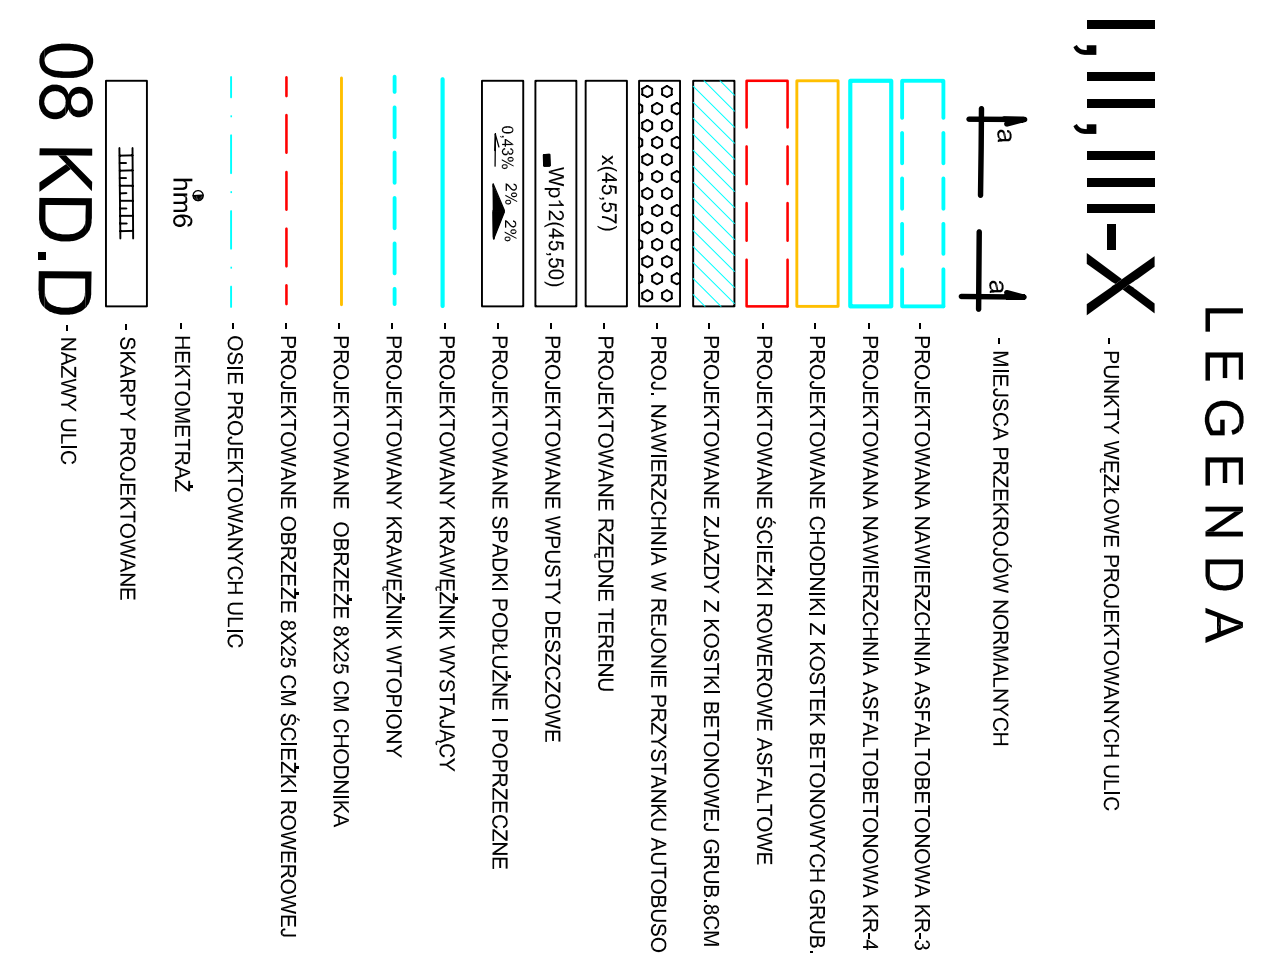 LEGENDA
I,II,III-X - PUNKTY WĘZŁOWE PROJEKTOWANYCH ULIC
a a - MIEJSCA PRZEKROJÓW NORMALNYCH
- PROJEKTOWANA NAWIERZCHNIA ASFALTOBETONOWA KR-3
- PROJEKTOWANA NAWIERZCHNIA ASFALTOBETONOWA KR-4
- PROJEKTOWANE CHODNIKI Z KOSTEK BETONOWYCH GRUB.
- PROJEKTOWANE ŚCIEŻKI ROWEROWE ASFALTOWE
- PROJEKTOWANE ZJAZDY Z KOSTKI BETONOWEJ GRUB.8CM
- PROJ. NAWIERZCHNIA W REJONIE PRZYSTANKU AUTOBUSO
x(45,57) - PROJEKTOWANE RZĘDNE TERENU
Wp12(45,50) - PROJEKTOWANE WPUSTY DESZCZOWE
0,43% 2% 2% - PROJEKTOWANE SPADKI PODŁUŻNE I POPRZECZNE
- PROJEKTOWANY KRAWĘŻNIK WYSTAJĄCY
- PROJEKTOWANY KRAWĘŻNIK WTOPIONY
- PROJEKTOWANE OBRZEŻE 8X25 CM CHODNIKA
- PROJEKTOWANE OBRZEŻE 8X25 CM ŚCIEŻKI ROWEROWEJ
- OSIE PROJEKTOWANYCH ULIC
hm6 - HEKTOMETRAŻ
- SKARPY PROJEKTOWANE
08 KD.D - NAZWY ULIC